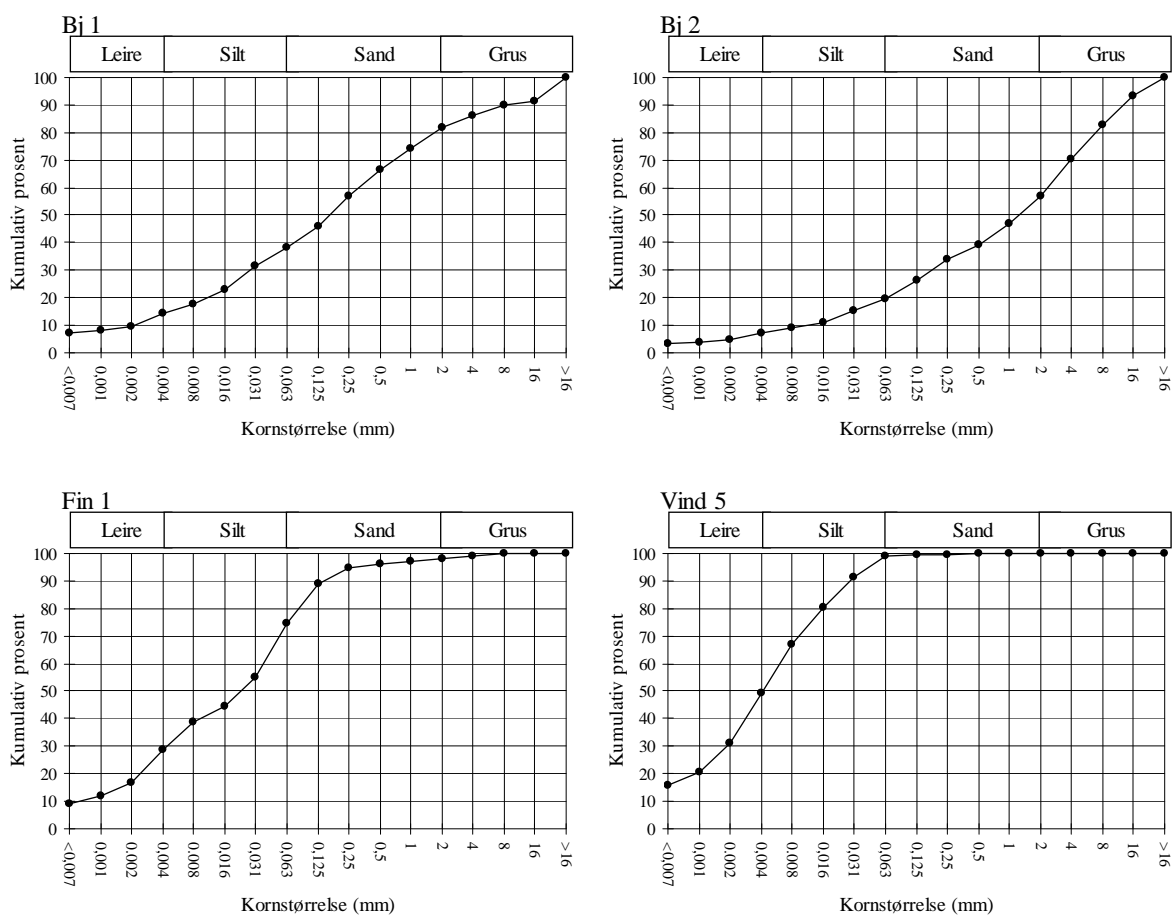 Bj 1
Leire Silt Sand Grus
100
90
80
70
60
50
40
30
20
10
0
Kumulativ prosent
<0,007 0,001 0,002 0,004 0,008 0,016 0,031 0,063 0,125 0,25 0,5 1 2 4 8 16 >16
Kornstørrelse (mm)
Bj 2
Leire Silt Sand Grus
100
90
80
70
60
50
40
30
20
10
0
Kumulativ prosent
<0,007 0,001 0,002 0,004 0,008 0,016 0,031 0,063 0,125 0,25 0,5 1 2 4 8 16 >16
Kornstørrelse (mm)
Fin 1
Leire Silt Sand Grus
100
90
80
70
60
50
40
30
20
10
0
Kumulativ prosent
<0,007 0,001 0,002 0,004 0,008 0,016 0,031 0,063 0,125 0,25 0,5 1 2 4 8 16 >16
Kornstørrelse (mm)
Vind 5
Leire Silt Sand Grus
100
90
80
70
60
50
40
30
20
10
0
Kumulativ prosent
<0,007 0,001 0,002 0,004 0,008 0,016 0,031 0,063 0,125 0,25 0,5 1 2 4 8 16 >16
Kornstørrelse (mm)